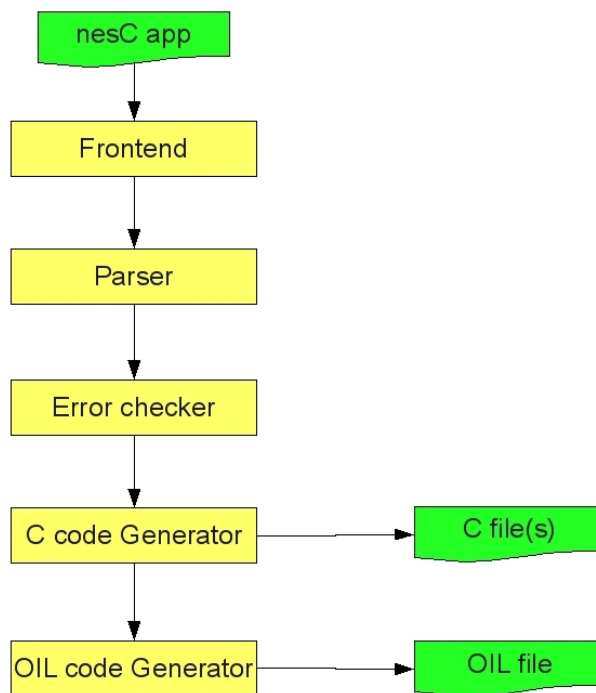 nesC app
Frontend
Parser
Error checker
C code Generator
C file(s)
OIL code Generator
OIL file